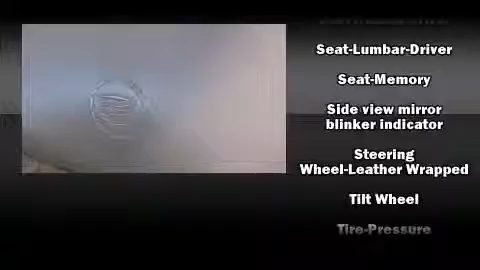 Seat-Lumbar-Driver
Seat-Memory
Side view mirror
blinker indicator
Steering
Wheel-Leather Wrapped
Tilt Wheel
Tire-Pressure